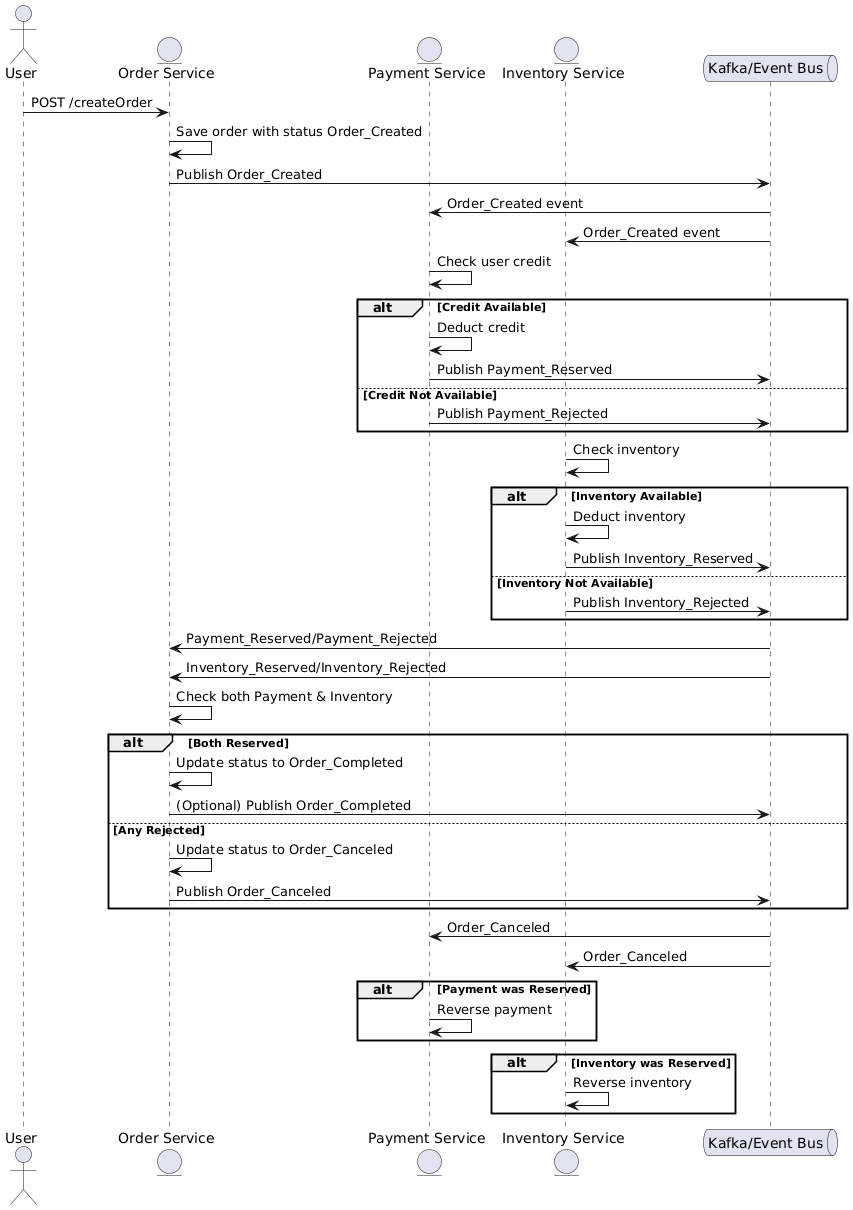 User
Order Service
Payment Service
Inventory Service
Kafka/Event Bus
POST /createOrder
Save order with status Order_Created
Publish Order_Created
Order_Created event
Order_Created event
Check user credit
alt [Credit Available]
Deduct credit
Publish Payment_Reserved
[Credit Not Available]
Publish Payment_Rejected
Check inventory
alt [Inventory Available]
Deduct inventory
Publish Inventory_Reserved
[Inventory Not Available]
Publish Inventory_Rejected
Payment_Reserved/Payment_Rejected
Inventory_Reserved/Inventory_Rejected
Check both Payment & Inventory
alt [Both Reserved]
Update status to Order_Completed
(Optional) Publish Order_Completed
[Any Rejected]
Update status to Order_Canceled
Publish Order_Canceled
Order_Canceled
Order_Canceled
alt [Payment was Reserved]
Reverse payment
alt [Inventory was Reserved]
Reverse inventory
User
Order Service
Payment Service
Inventory Service
Kafka/Event Bus